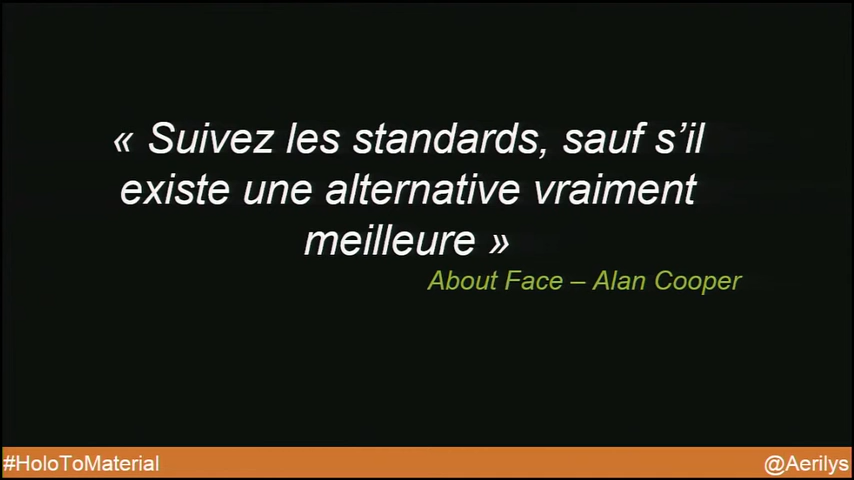 « Suivez les standards, sauf s’il
existe une alternative vraiment
meilleure »
About Face – Alan Cooper
#HoloToMaterial
@Aerilys